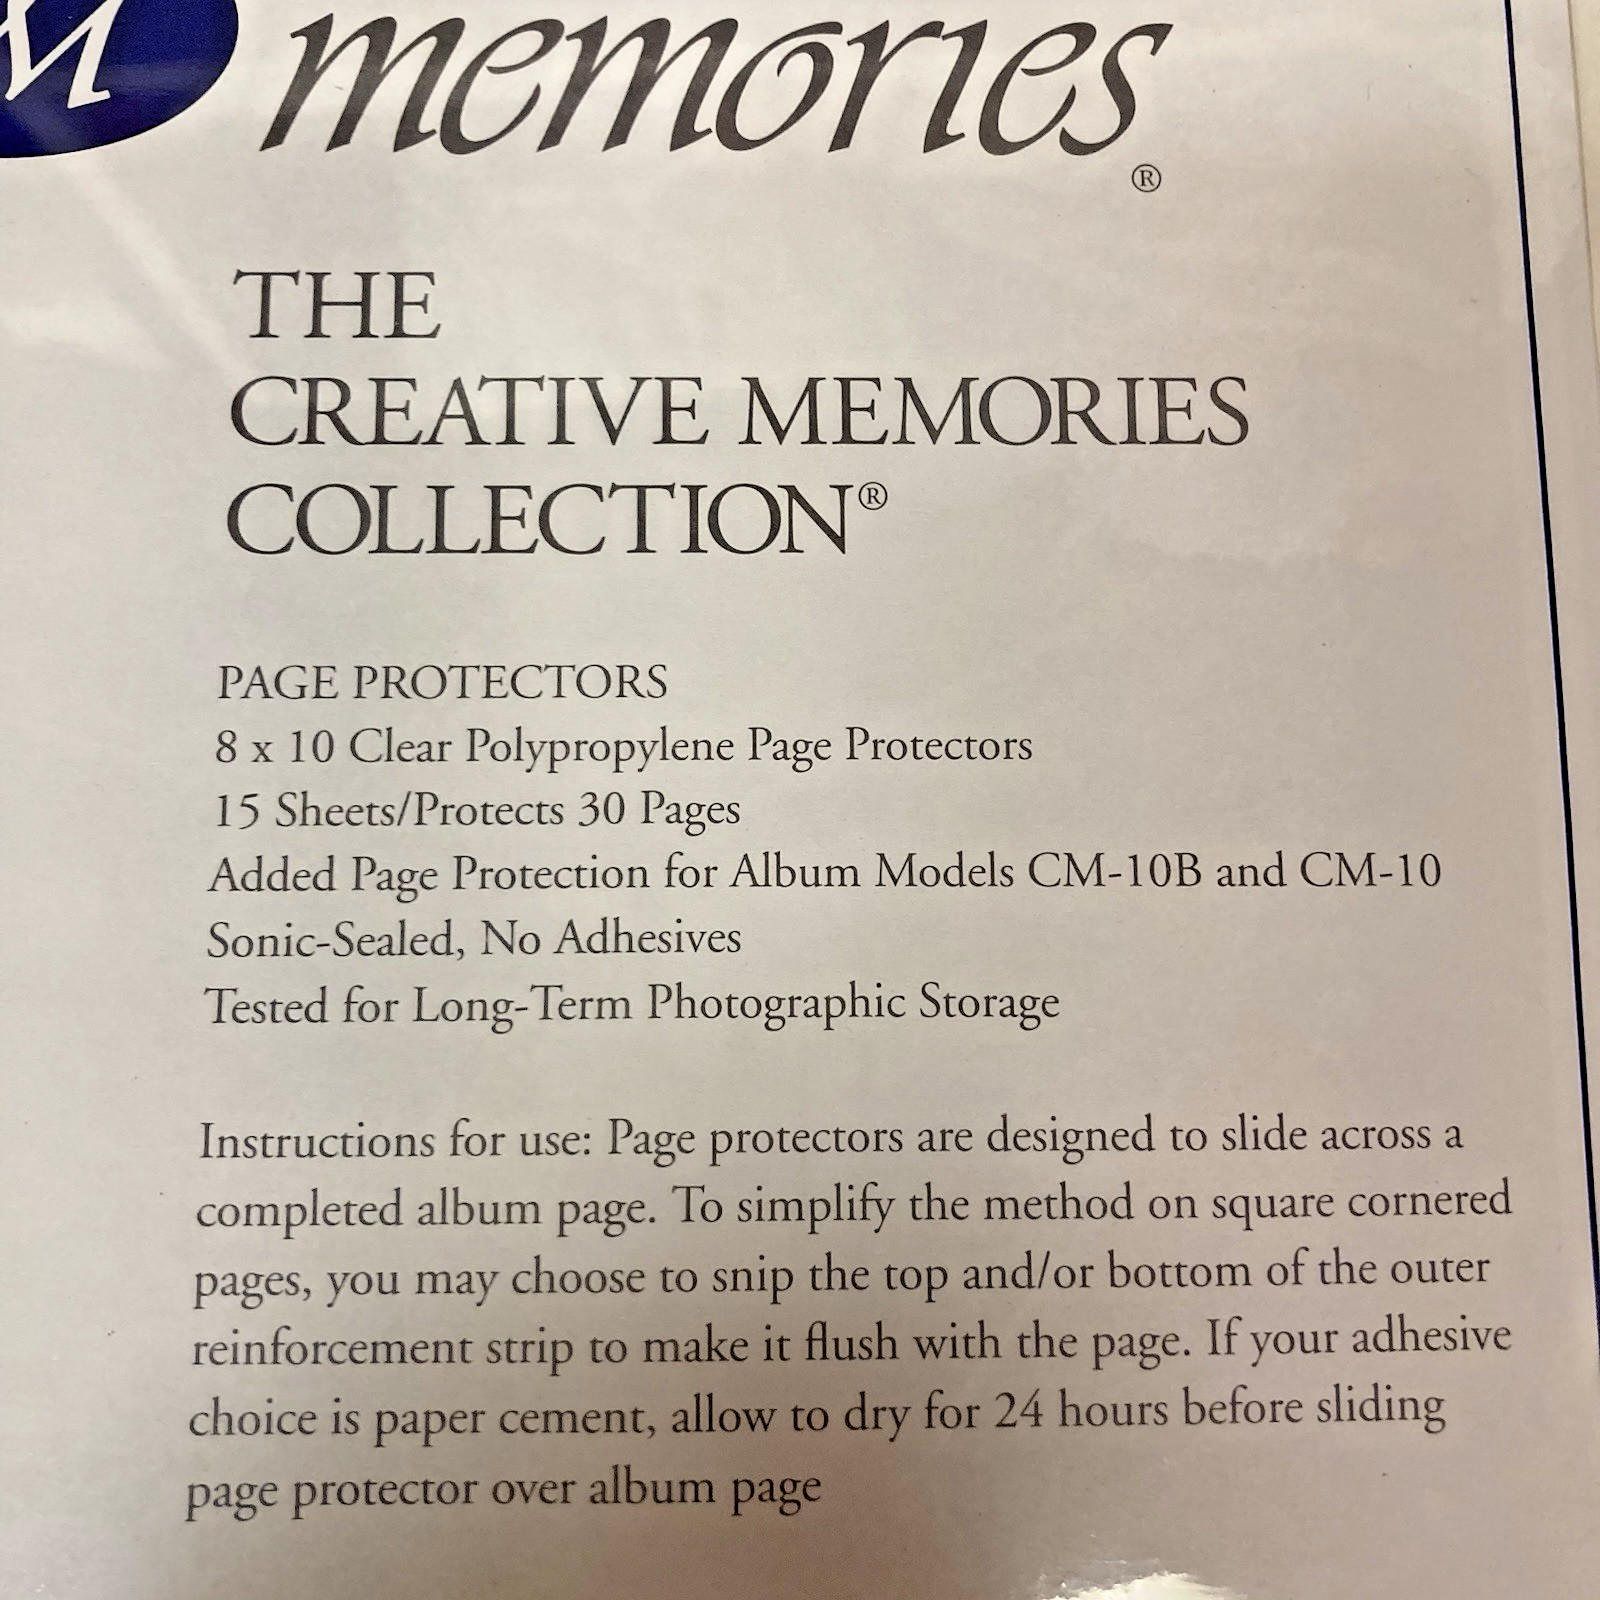 M memories®
THE
CREATIVE MEMORIES
COLLECTION®
PAGE PROTECTORS
8 x 10 Clear Polypropylene Page Protectors
15 Sheets/Protects 30 Pages
Added Page Protection for Album Models CM-10B and CM-10
Sonic-Sealed, No Adhesives
Tested for Long-Term Photographic Storage
Instructions for use: Page protectors are designed to slide across a
completed album page. To simplify the method on square cornered
pages, you may choose to snip the top and/or bottom of the outer
reinforcement strip to make it flush with the page. If your adhesive
choice is paper cement, allow to dry for 24 hours before sliding
page protector over album page